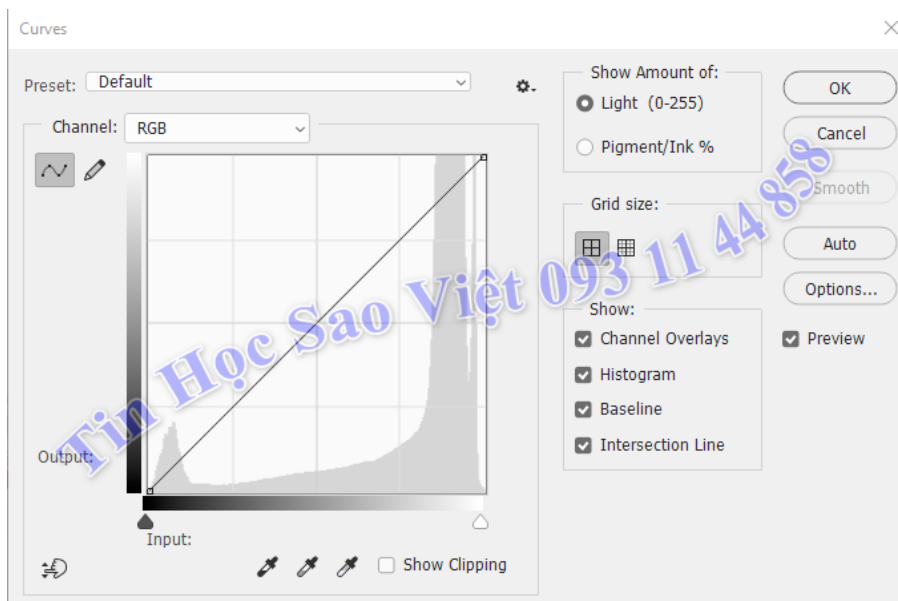 Curves
Preset: Default
Channel: RGB
Output:
Input:
Show Clipping
Show Amount of:
Light (0-255)
Pigment/Ink %
Grid size:
Show:
Channel Overlays
Histogram
Baseline
Intersection Line
OK
Cancel
Smooth
Auto
Options...
Preview
Tin Học Sao Việt 093 11 44 858